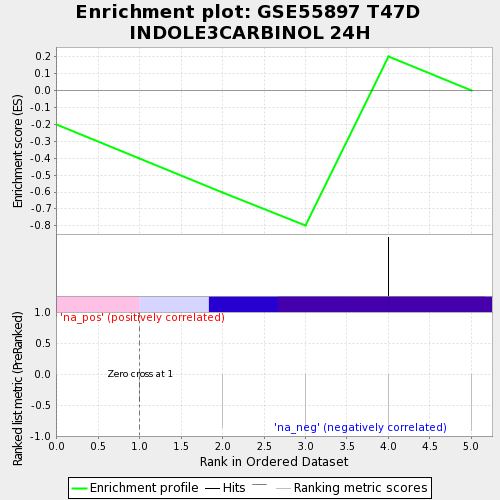 Enrichment plot: GSE55897 T47D
INDOLE3CARBINOL 24H
Enrichment score (ES)
0.2
0.1
0.0
-0.1
-0.2
-0.3
-0.4
-0.5
-0.6
-0.7
-0.8
'na_pos' (positively correlated)
Zero cross at 1
'na_neg' (negatively correlated)
Ranked list metric (PreRanked)
1.0
0.5
0.0
-0.5
-1.0
0.0 0.5 1.0 1.5 2.0 2.5 3.0 3.5 4.0 4.5 5.0
Rank in Ordered Dataset
Enrichment profile Hits Ranking metric scores